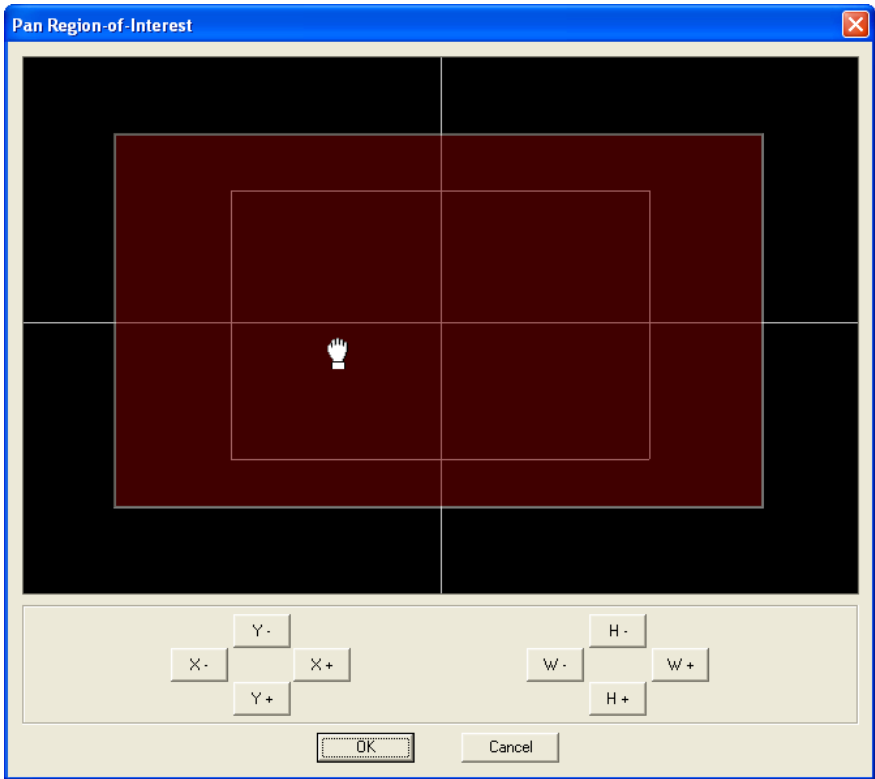 Pan Region-of-Interest
Y -
H -
X -
X +
W -
W +
Y +
H +
OK
Cancel